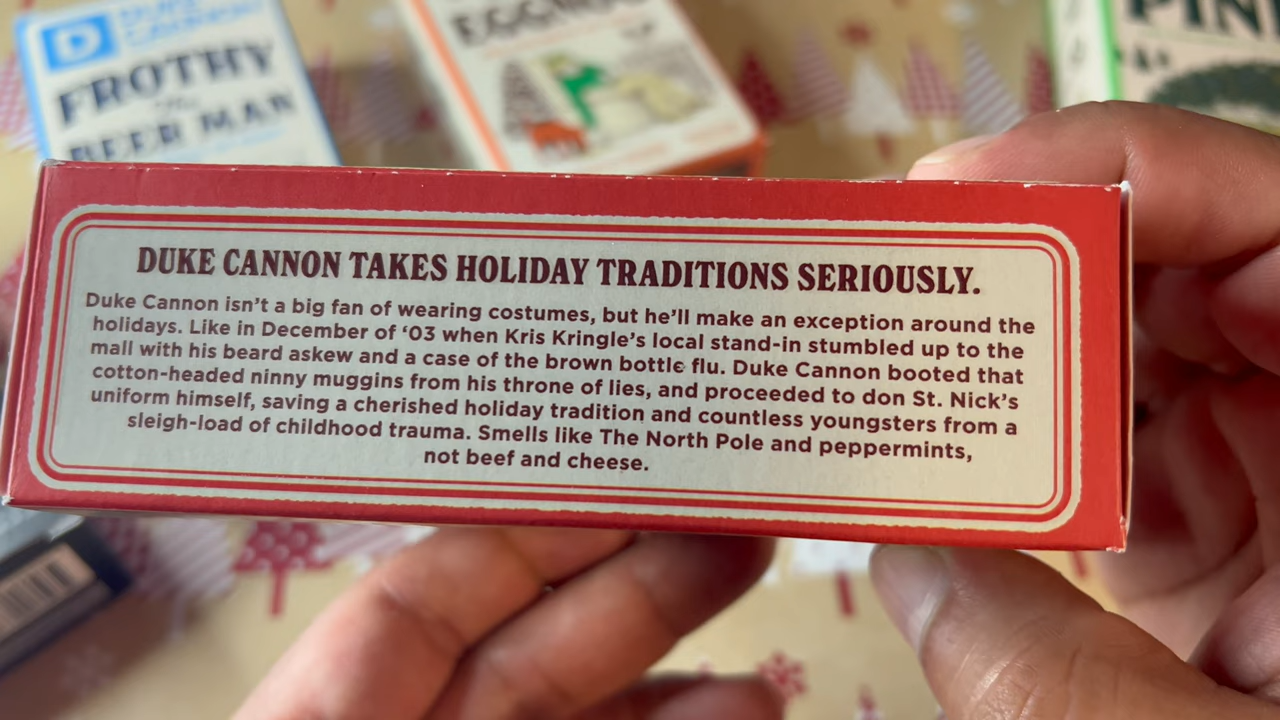 DUKE
CANNON
FROTHY
The
BEER MAN
EGGNOG
PIN
DUKE CANNON TAKES HOLIDAY TRADITIONS SERIOUSLY.
Duke Cannon isn't a big fan of wearing costumes, but he'll make an exception around the
holidays. Like in December of ‘03 when Kris Kringle's local stand-in stumbled up to the
mall with his beard askew and a case of the brown bottle flu. Duke Cannon booted that
cotton-headed ninny muggins from his throne of lies, and proceeded to don St. Nick's
uniform himself, saving a cherished holiday tradition and countless youngsters from a
sleigh-load of childhood trauma. Smells like The North Pole and peppermints,
not beef and cheese.